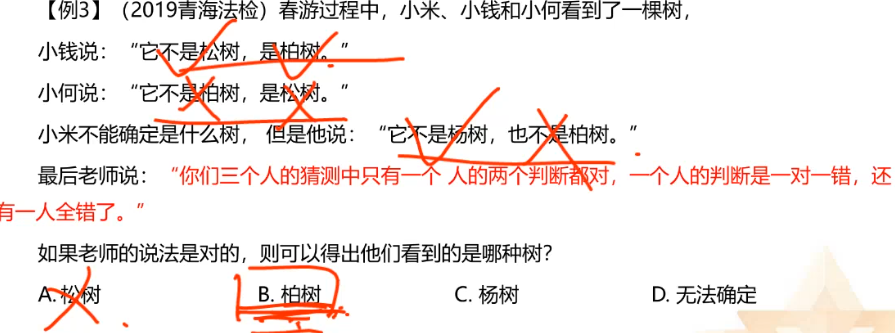 【例3】（2019青海法检）春游过程中，小米、小钱和小何看到了一棵树，
小钱说：“它不是松树，是柏树。”
小何说：“它不是柏树，是松树。”
小米不能确定是什么树， 但是他说：“它不是杨树，也不是柏树。”
最后老师说：“你们三个人的猜测中只有一个 人的两个判断都对，一个人的判断是一对一错，还
有一人全错了。”
如果老师的说法是对的，则可以得出他们看到的是哪种树？
A. 松树 B. 柏树 C. 杨树 D. 无法确定